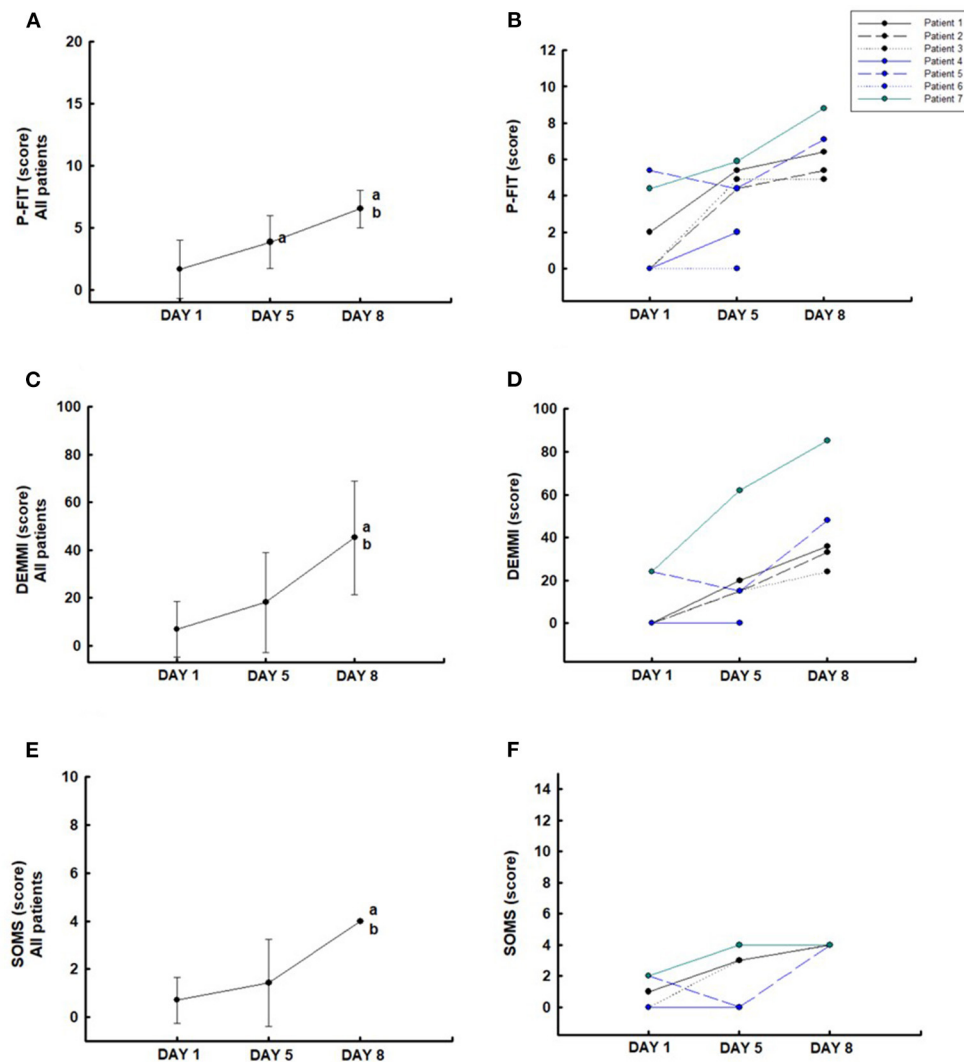 A
P-FIT (score)
All patients
20
15
10
5
0
a
a
b
DAY 1
DAY 5
DAY 8
B
P-FIT (score)
12
10
8
6
4
2
0
DAY 1
DAY 5
DAY 8
Patient 1
Patient 2
Patient 3
Patient 4
Patient 5
Patient 6
Patient 7
C
DEMMI (score)
All patients
100
80
60
40
20
0
a
b
DAY 1
DAY 5
DAY 8
D
DEMMI (score)
100
80
60
40
20
0
DAY 1
DAY 5
DAY 8
E
SOMS (score)
All patients
10
8
6
4
2
0
a
b
DAY 1
DAY 5
DAY 8
F
SOMS (score)
14
12
10
8
6
4
2
0
DAY 1
DAY 5
DAY 8